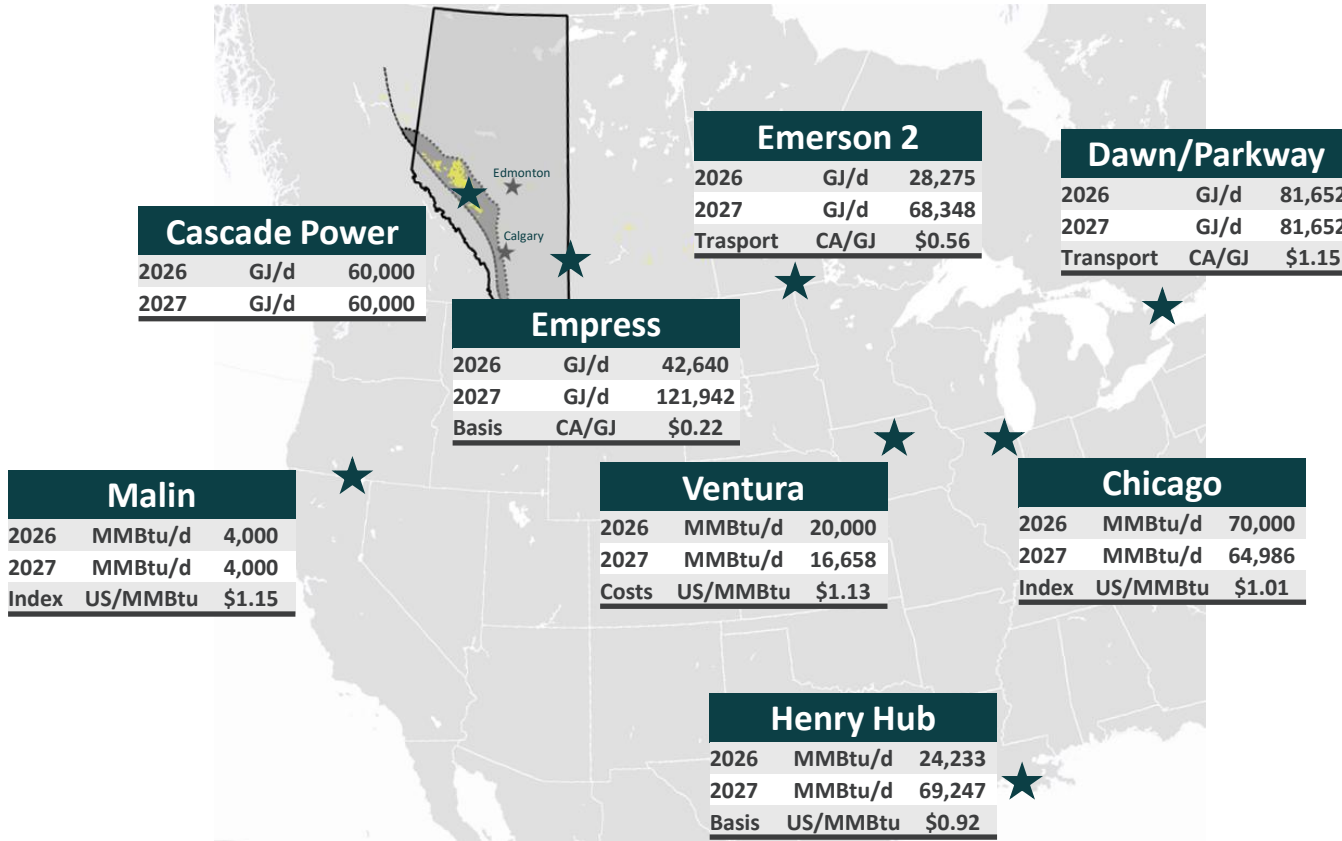 Edmonton
Calgary
Cascade Power
2026 GJ/d 60,000
2027 GJ/d 60,000
Emerson 2
2026 GJ/d 28,275
2027 GJ/d 68,348
Trasport CA/GJ $0.56
Dawn/Parkway
2026 GJ/d 81,652
2027 GJ/d 81,652
Transport CA/GJ $1.15
Empress
2026 GJ/d 42,640
2027 GJ/d 121,942
Basis CA/GJ $0.22
Malin
2026 MMBtu/d 4,000
2027 MMBtu/d 4,000
Index US/MMBtu $1.15
Ventura
2026 MMBtu/d 20,000
2027 MMBtu/d 16,658
Costs US/MMBtu $1.13
Chicago
2026 MMBtu/d 70,000
2027 MMBtu/d 64,986
Index US/MMBtu $1.01
Henry Hub
2026 MMBtu/d 24,233
2027 MMBtu/d 69,247
Basis US/MMBtu $0.92